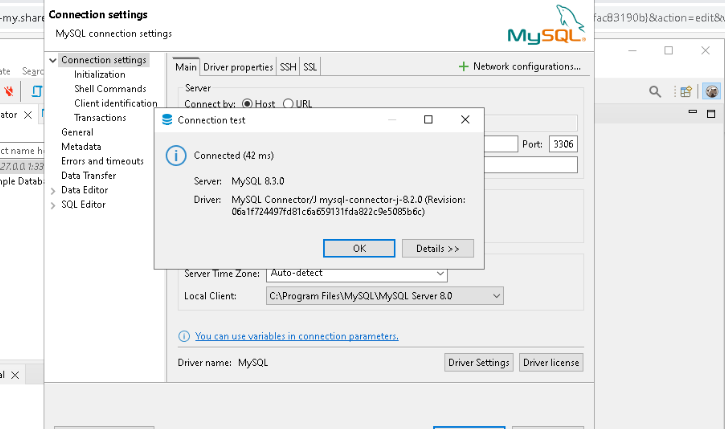 -my.share
Connection settings
fac83190b}&action=edit&v
MySQL connection settings
MySQL
Connection settings
Initialization
Shell Commands
Client identification
Transactions
General
Metadata
Errors and timeouts
Data Transfer
Data Editor
SQL Editor
Main
Driver properties
SSH
SSL
Network configurations...
Server
Connect by:
Host
URL
Port:
3306
Connection test
Connected (42 ms)
Server: MySQL 8.3.0
Driver: MySQL Connector/J mysql-connector-j-8.2.0 (Revision:
06a1f724497fd81c6a659131fda822c9e5085b6c)
OK
Details >>
Server Time Zone: Auto-detect
Local Client: C:\Program Files\MySQL\MySQL Server 8.0
You can use variables in connection parameters.
Driver name: MySQL
Driver Settings
Driver license
ate
Searc
ator
ct name h
27.0.0.1:33
nple Datab
al